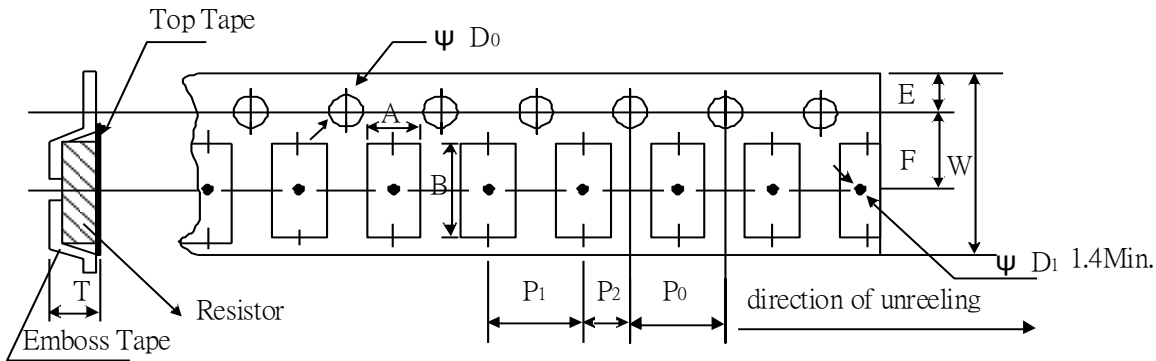 Top Tape
Ψ D0
E
A
F
W
B
Ψ D1 1.4Min.
P1
P2
P0
T
direction of unreeling
Resistor
Emboss Tape